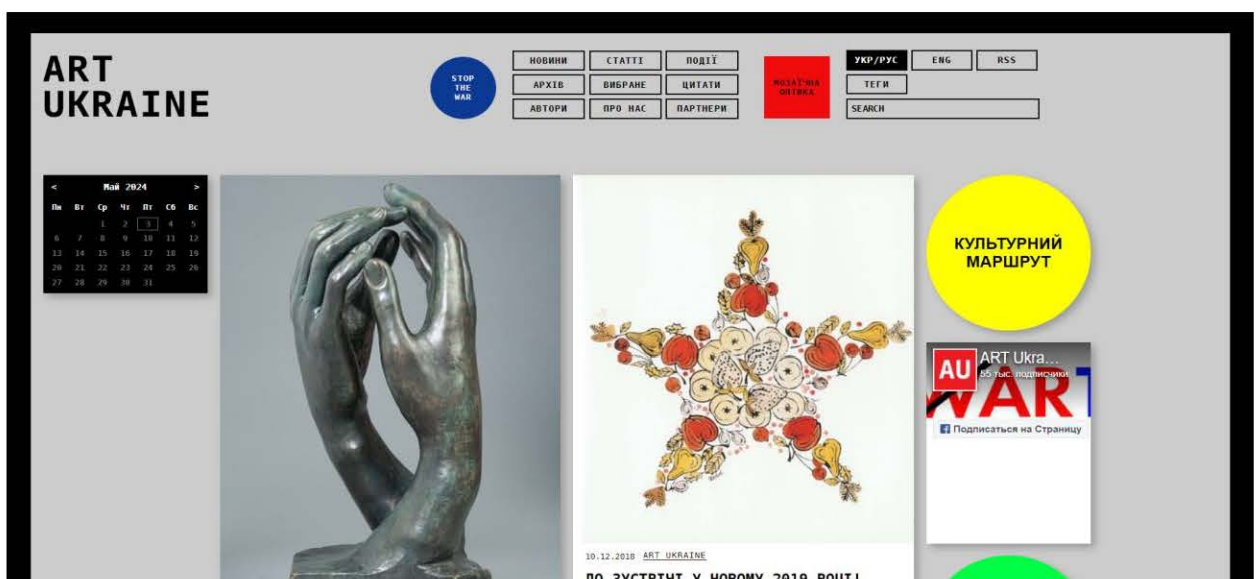 ART
UKRAINE
STOP
THE
WAR
НОВИНИ СТАТТІ ПОДІЇ
АРХІВ ВИБРАНЕ ЦИТАТИ
АВТОРИ ПРО НАС ПАРТНЕРИ
МОЗАЇЧНА
ОПІВКА
УКР/РУС ENG RSS
ТЕГИ
SEARCH
< Май 2024 >
Пн Вт Ср Чт Пт Сб Вс
1 2 3 4 5
6 7 8 9 10 11 12
13 14 15 16 17 18 19
20 21 22 23 24 25 26
27 28 29 30 31
КУЛЬТУРНИЙ
МАРШРУТ
AU ART Ukra...
55 тыс. подписчики
WART
Подписаться на Страницу
10.12.2018 ART UKRAINE
ДО ЗУСТРІЧІ У НОВОМУ 2019 РОЦІ!